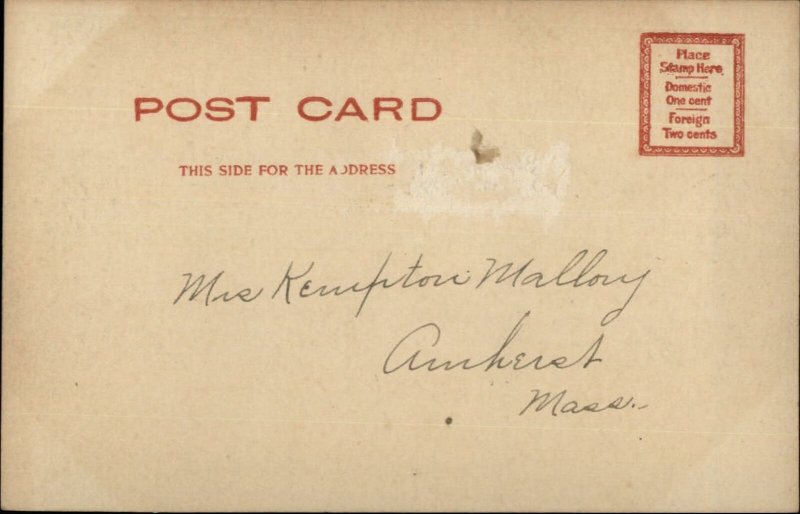 POST CARD
THIS SIDE FOR THE ADDRESS
Place
Stamp Here
Domestic
One cent
Foreign
Two cents
Mrs Kempton Mallory
Amherst
Mass.